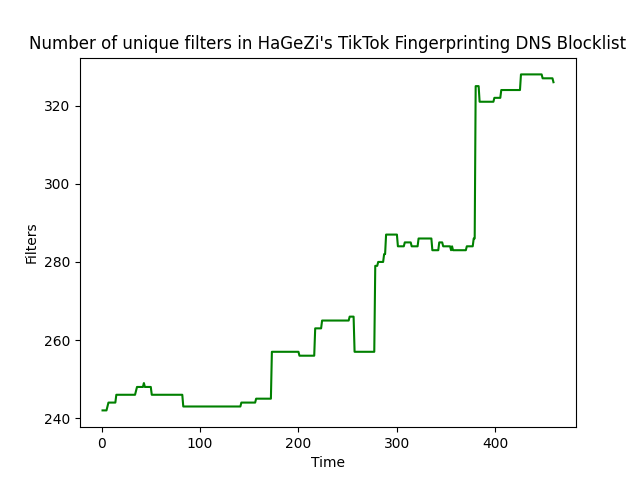 Number of unique filters in HaGeZi's TikTok Fingerprinting DNS Blocklist
320
300
280
260
240
Filters
0 100 200 300 400
Time